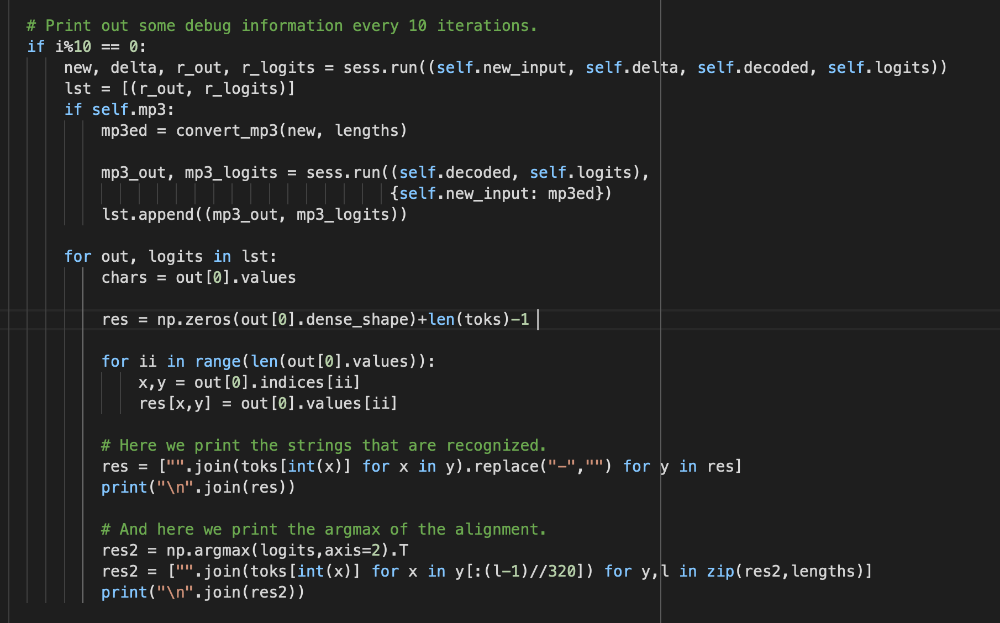 # Print out some debug information every 10 iterations.
if i%10 == 0:
new, delta, r_out, r_logits = sess.run((self.new_input, self.delta, self.decoded, self.logits))
lst = [(r_out, r_logits)]
if self.mp3:
mp3ed = convert_mp3(new, lengths)
mp3_out, mp3_logits = sess.run((self.decoded, self.logits),
{self.new_input: mp3ed})
lst.append((mp3_out, mp3_logits))
for out, logits in lst:
chars = out[0].values
res = np.zeros(out[0].dense_shape)+len(toks)-1
for ii in range(len(out[0].values)):
x,y = out[0].indices[ii]
res[x,y] = out[0].values[ii]
# Here we print the strings that are recognized.
res = ["".join(toks[int(x)] for x in y).replace("-","") for y in res]
print("\n".join(res))
# And here we print the argmax of the alignment.
res2 = np.argmax(logits,axis=2).T
res2 = ["".join(toks[int(x)] for x in y[:(l-1)//320]) for y,l in zip(res2,lengths)]
print("\n".join(res2))